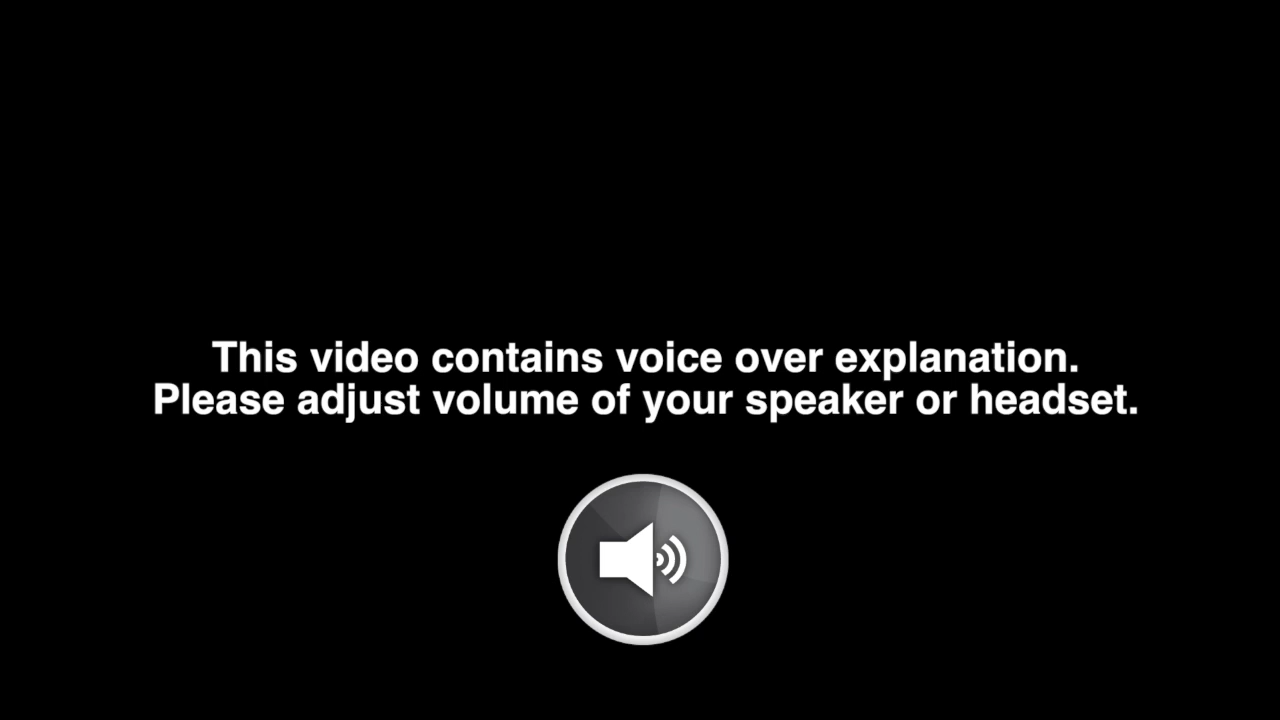 This video contains voice over explanation.
Please adjust volume of your speaker or headset.